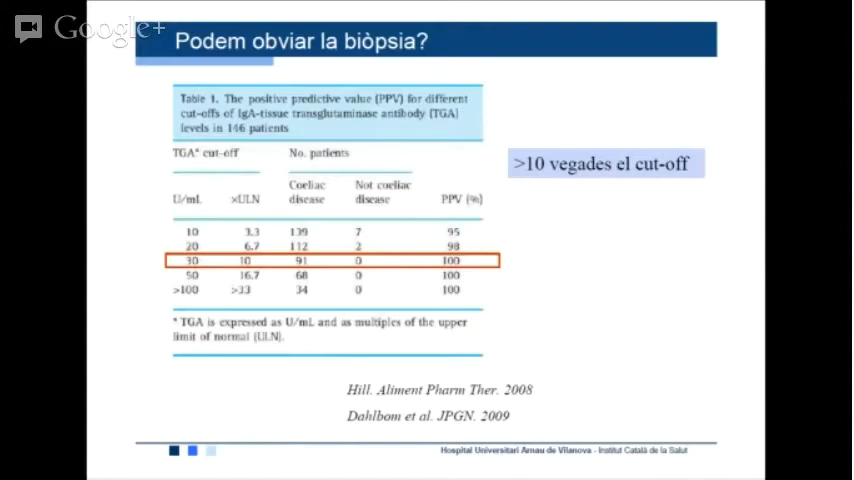 Google+
Podem obviar la biòpsia?
Table 1. The positive predictive value (PPV) for different
cut-offs of IgA-tissue transglutaminase antibody (TGA)
levels in 146 patients
TGA* cut-off No. patients
Coeliac Not coeliac
U/mL ×ULN disease disease PPV (%)
10 3.3 139 7 95
20 6.7 112 2 98
30 10 91 0 100
50 16.7 68 0 100
>100 >33 34 0 100
* TGA is expressed as U/mL and as multiples of the upper
limit of normal (ULN).
>10 vegades el cut-off
Hill. Aliment Pharm Ther. 2008
Dahlbom et al. JPGN. 2009
Hospital Universitari Arnau de Vilanova - Institut Català de la Salut